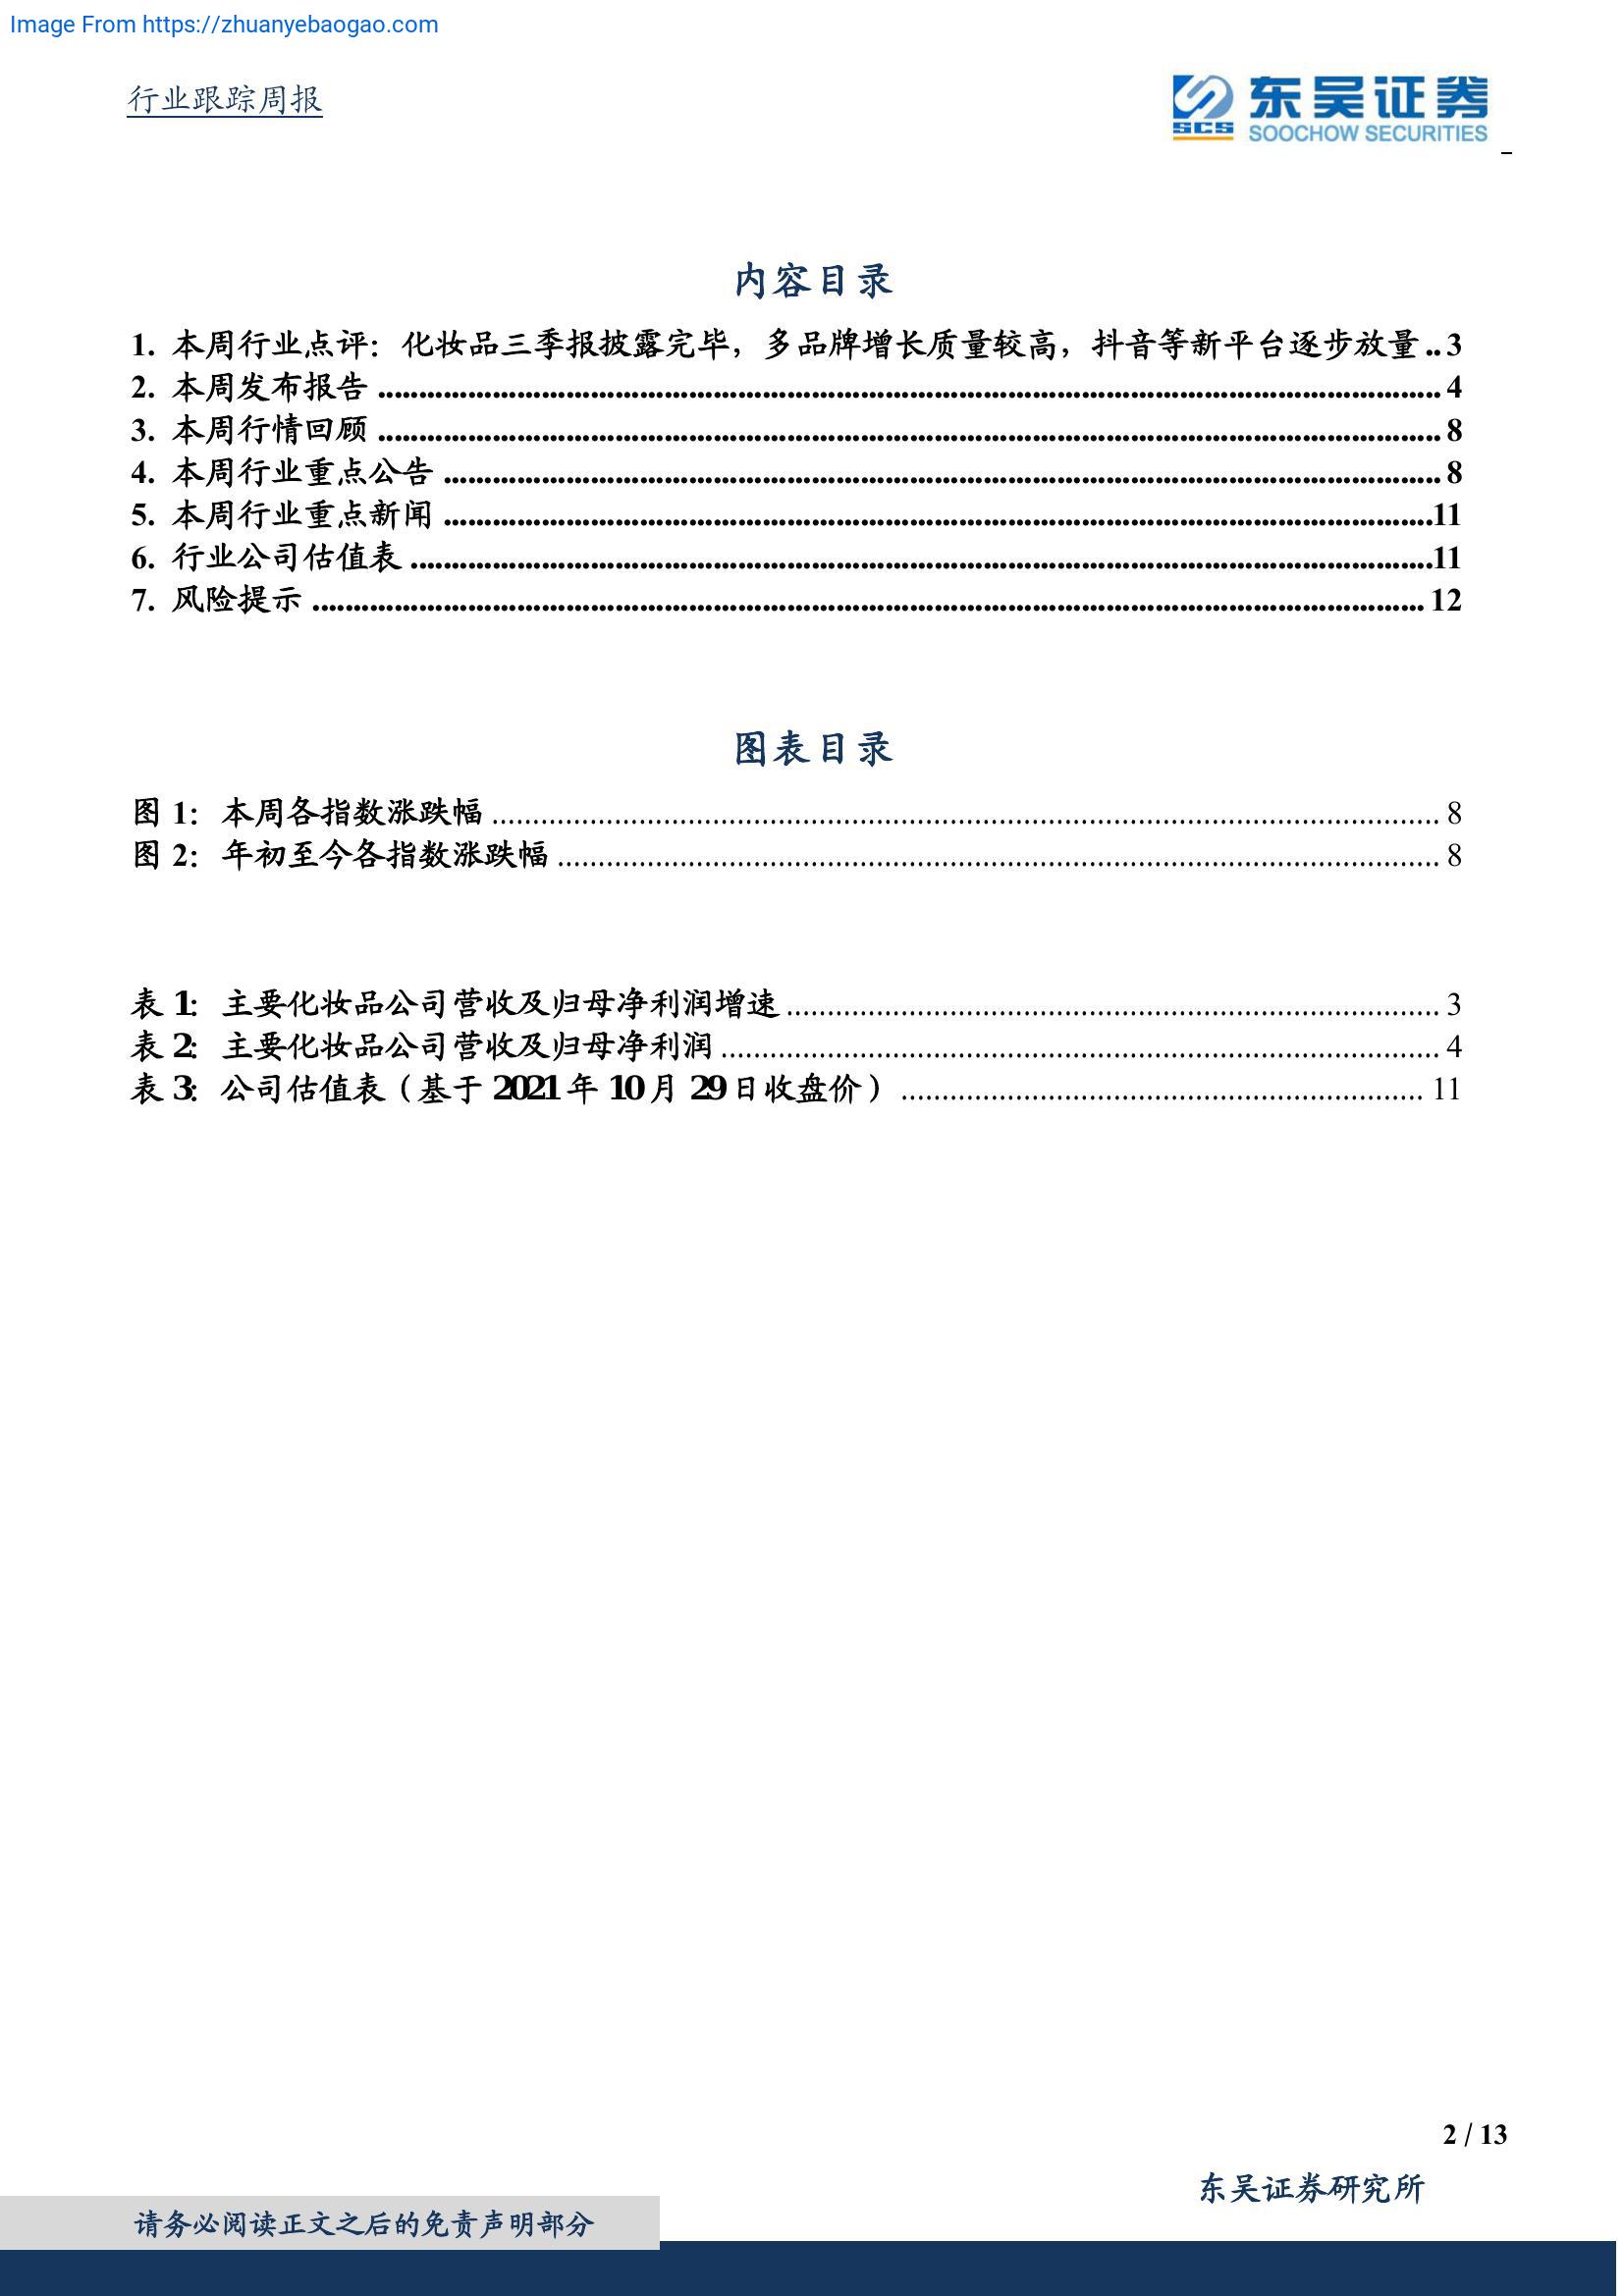 Image From https://zhuanyebaogao.com
行业跟踪周报
东吴证券
SCS
SOOCHOW SECURITIES
内容目录
1. 本周行业点评：化妆品三季报披露完毕，多品牌增长质量较高，抖音等新平台逐步放量 .. 3
2. 本周发布报告 ........ 4
3. 本周行情回顾 ........ 8
4. 本周行业重点公告 ........ 8
5. 本周行业重点新闻 ........ 11
6. 行业公司估值表 ........ 11
7. 风险提示 ........ 12
图表目录
图 1：本周各指数涨跌幅 ........ 8
图 2：年初至今各指数涨跌幅 ........ 8
表 1：主要化妆品公司营收及归母净利润增速 ........ 3
表 2：主要化妆品公司营收及归母净利润 ........ 4
表 3：公司估值表（基于 2021 年 10 月 29 日收盘价） ........ 11
2 / 13
东吴证券研究所
请务必阅读正文之后的免责声明部分